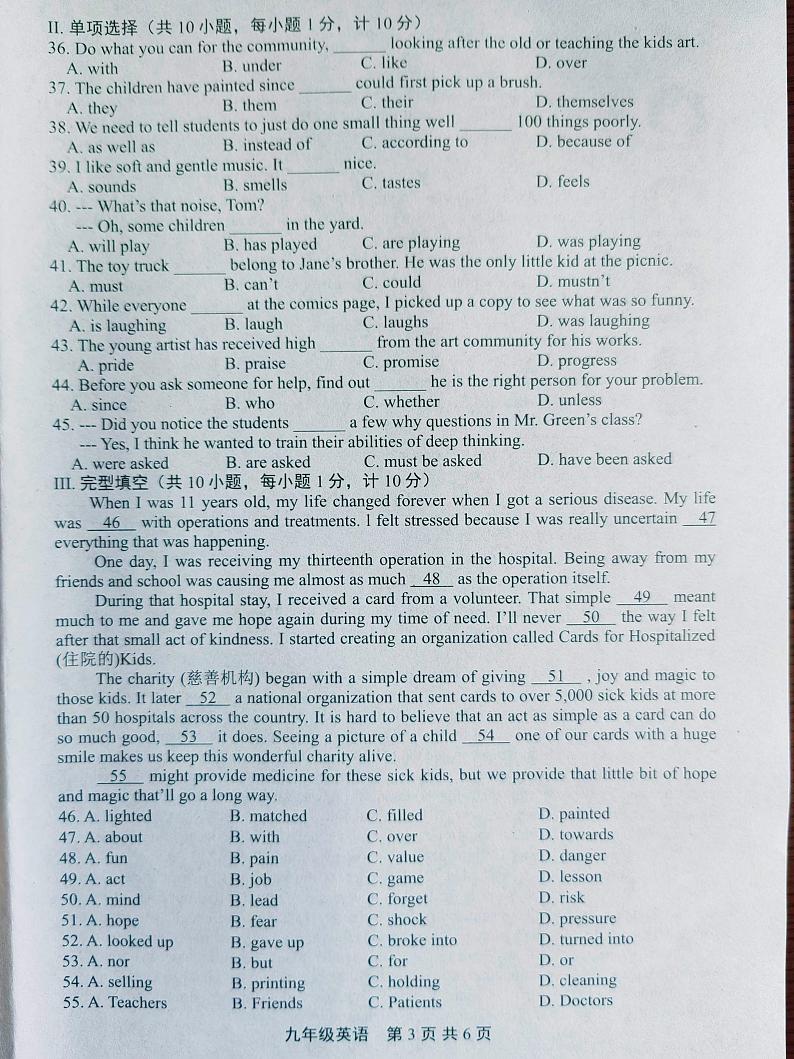 II. 单项选择（共 10 小题，每小题 1 分，计 10 分）
36. Do what you can for the community, ______ looking after the old or teaching the kids art.
A. with B. under C. like D. over
37. The children have painted since ______ could first pick up a brush.
A. they B. them C. their D. themselves
38. We need to tell students to just do one small thing well ______ 100 things poorly.
A. as well as B. instead of C. according to D. because of
39. I like soft and gentle music. It ______ nice.
A. sounds B. smells C. tastes D. feels
40. --- What's that noise, Tom?
--- Oh, some children ______ in the yard.
A. will play B. has played C. are playing D. was playing
41. The toy truck ______ belong to Jane's brother. He was the only little kid at the picnic.
A. must B. can't C. could D. mustn't
42. While everyone ______ at the comics page, I picked up a copy to see what was so funny.
A. is laughing B. laugh C. laughs D. was laughing
43. The young artist has received high ______ from the art community for his works.
A. pride B. praise C. promise D. progress
44. Before you ask someone for help, find out ______ he is the right person for your problem.
A. since B. who C. whether D. unless
45. --- Did you notice the students ______ a few why questions in Mr. Green's class?
--- Yes, I think he wanted to train their abilities of deep thinking.
A. were asked B. are asked C. must be asked D. have been asked
III. 完型填空（共 10 小题，每小题 1 分，计 10 分）
When I was 11 years old, my life changed forever when I got a serious disease. My life
was 46 with operations and treatments. I felt stressed because I was really uncertain 47
everything that was happening.
One day, I was receiving my thirteenth operation in the hospital. Being away from my
friends and school was causing me almost as much 48 as the operation itself.
During that hospital stay, I received a card from a volunteer. That simple 49 meant
much to me and gave me hope again during my time of need. I'll never 50 the way I felt
after that small act of kindness. I started creating an organization called Cards for Hospitalized
(住院的)Kids.
The charity (慈善机构) began with a simple dream of giving 51 , joy and magic to
those kids. It later 52 a national organization that sent cards to over 5,000 sick kids at more
than 50 hospitals across the country. It is hard to believe that an act as simple as a card can do
so much good, 53 it does. Seeing a picture of a child 54 one of our cards with a huge
smile makes us keep this wonderful charity alive.
55 might provide medicine for these sick kids, but we provide that little bit of hope
and magic that'll go a long way.
46. A. lighted B. matched C. filled D. painted
47. A. about B. with C. over D. towards
48. A. fun B. pain C. value D. danger
49. A. act B. job C. game D. lesson
50. A. mind B. lead C. forget D. risk
51. A. hope B. fear C. shock D. pressure
52. A. looked up B. gave up C. broke into D. turned into
53. A. nor B. but C. for D. or
54. A. selling B. printing C. holding D. cleaning
55. A. Teachers B. Friends C. Patients D. Doctors
九年级英语 第 3 页 共 6 页